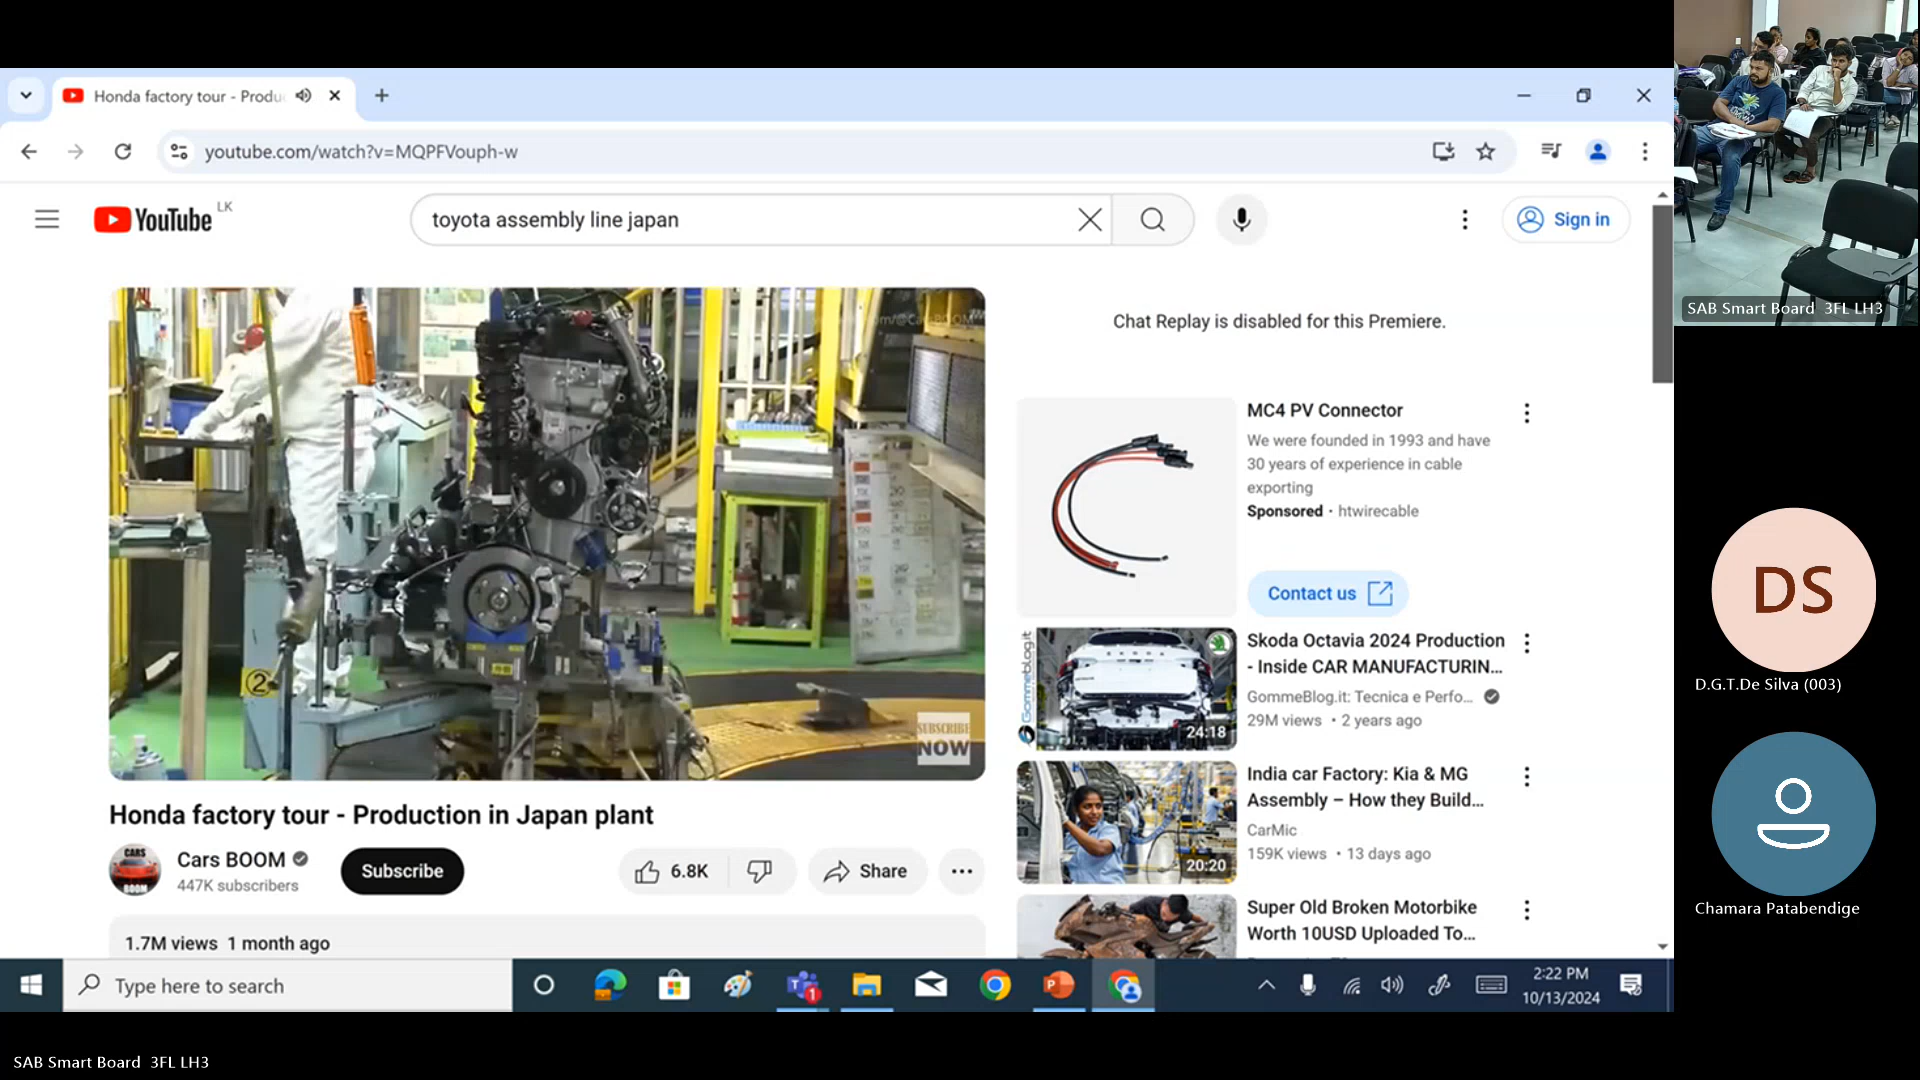 Honda factory tour - Produ
youtube.com/watch?v=MQPFVouph-w
YouTube LK
toyota assembly line japan
Sign in
SUBSCRIBE
NOW
2
Chat Replay is disabled for this Premiere.
MC4 PV Connector
We were founded in 1993 and have
30 years of experience in cable
exporting
Sponsored · htwirecable
Contact us
Gommeblog.it
SKODA
24:18
Skoda Octavia 2024 Production
- Inside CAR MANUFACTURIN...
GommeBlog.it: Tecnica e Perfo...
29M views • 2 years ago
20:20
India car Factory: Kia & MG
Assembly – How they Build...
CarMic
159K views • 13 days ago
Super Old Broken Motorbike
Worth 10USD Uploaded To...
Honda factory tour - Production in Japan plant
CARS
BOOM
Cars BOOM
447K subscribers
Subscribe
6.8K
Share
1.7M views 1 month ago
Type here to search
1
2:22 PM
10/13/2024
SAB Smart Board 3FL LH3
DS
D.G.T.De Silva (003)
Chamara Patabendige
SAB Smart Board 3FL LH3